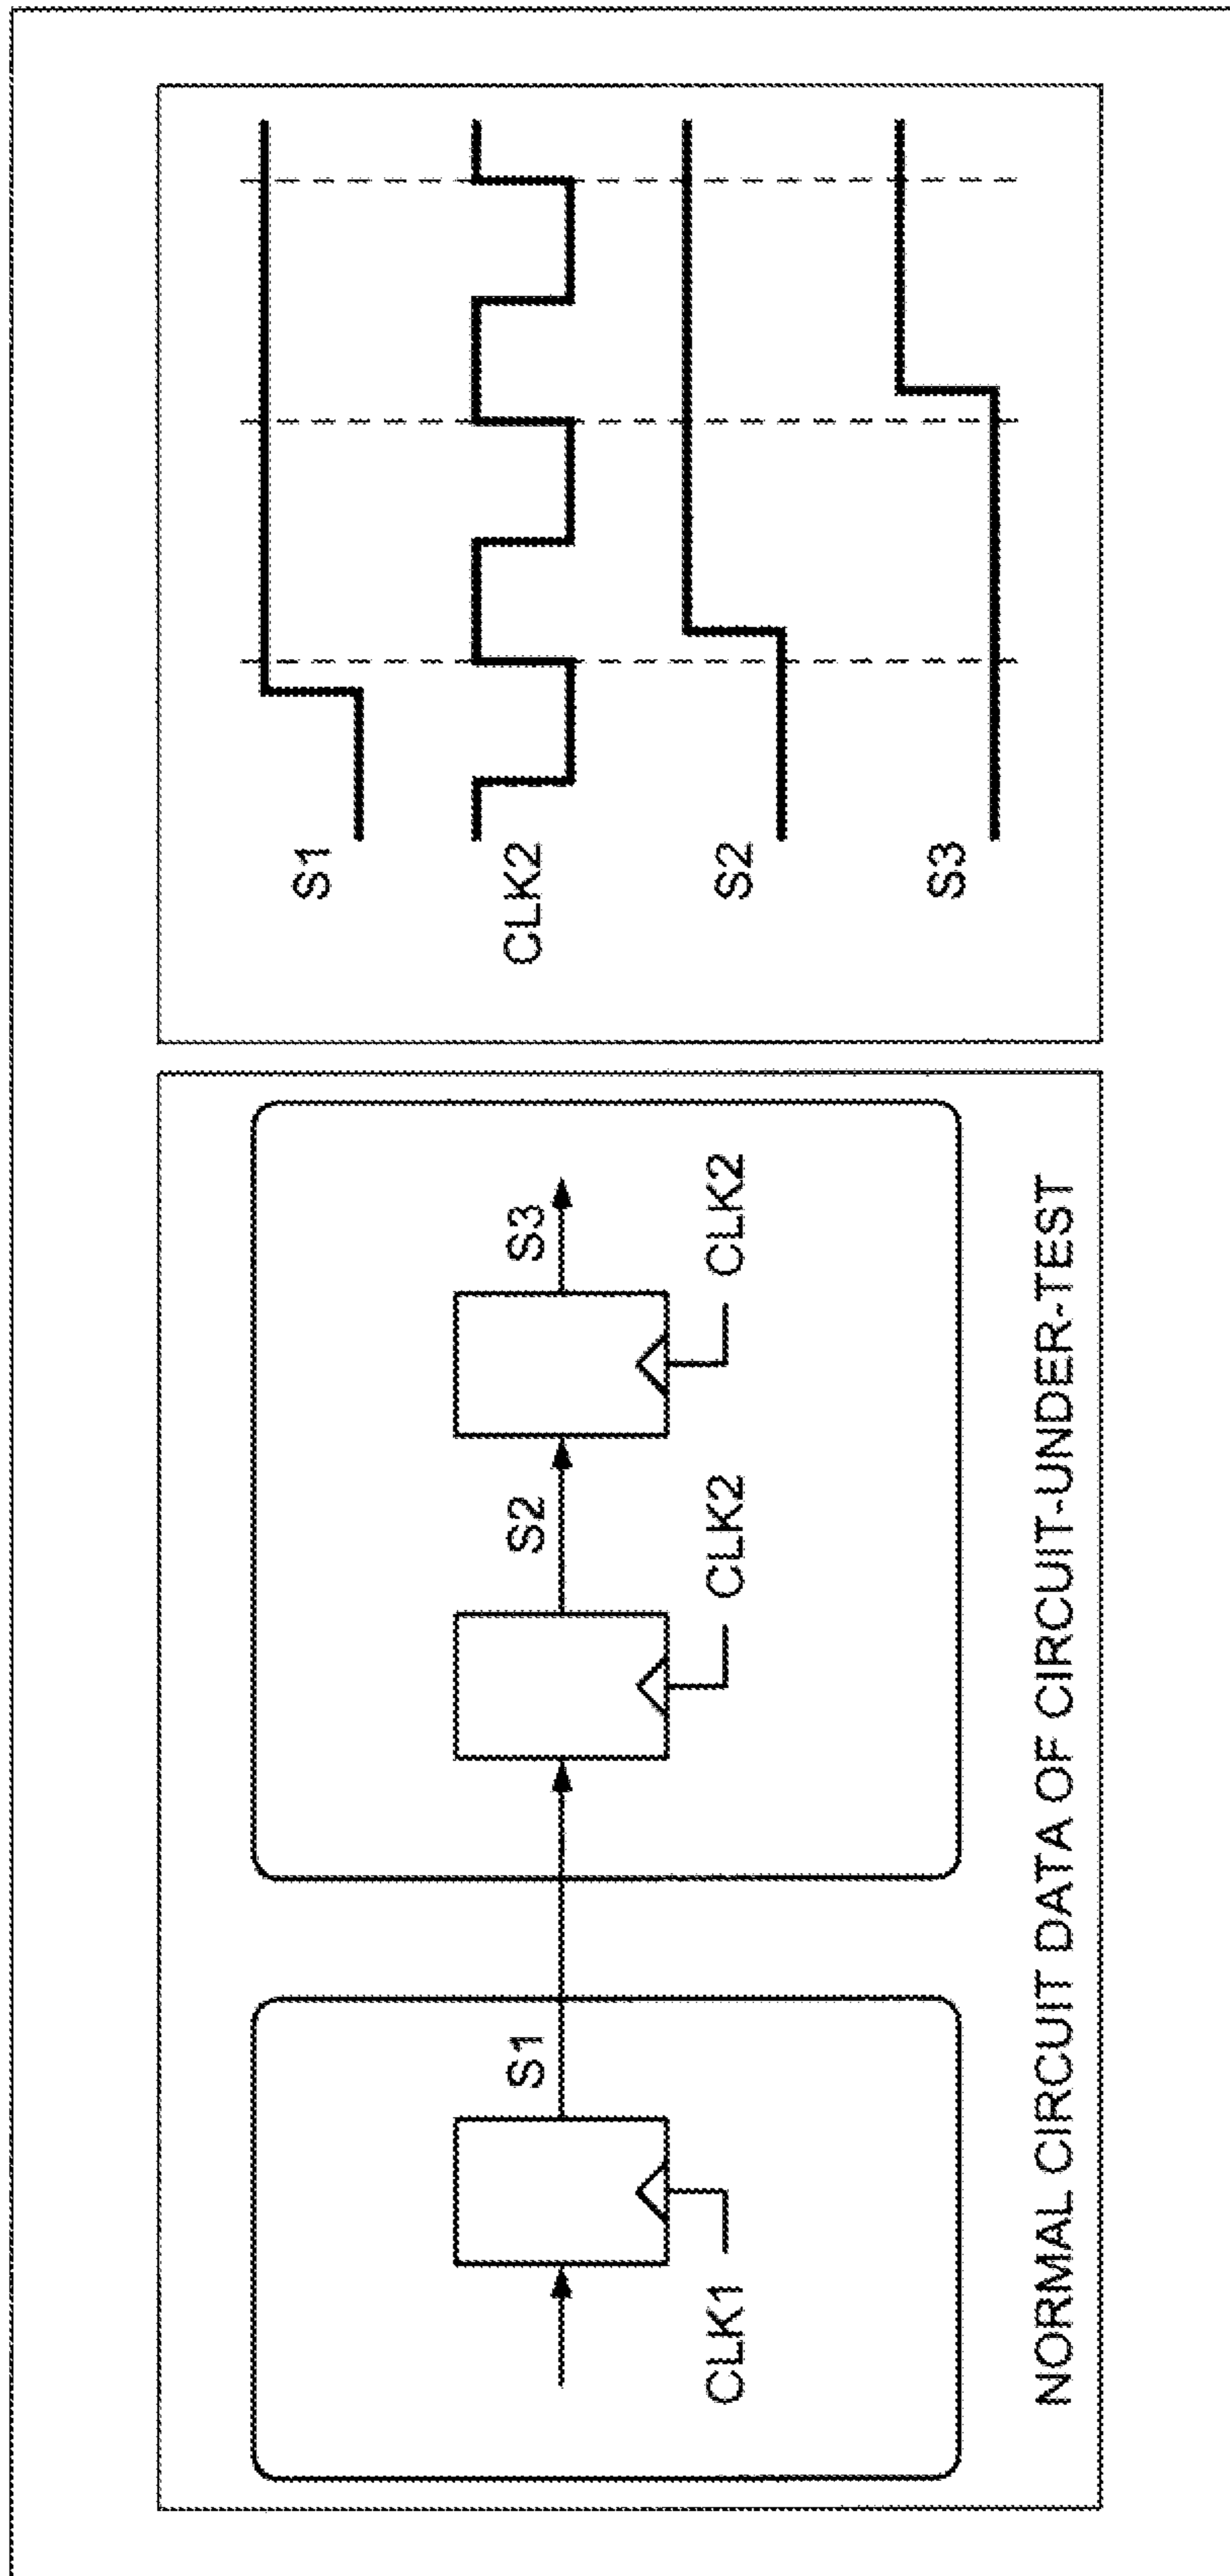 CLK1
S1
S2
S3
CLK2
CLK2
NORMAL CIRCUIT DATA OF CIRCUIT-UNDER-TEST
S1
CLK2
S2
S3